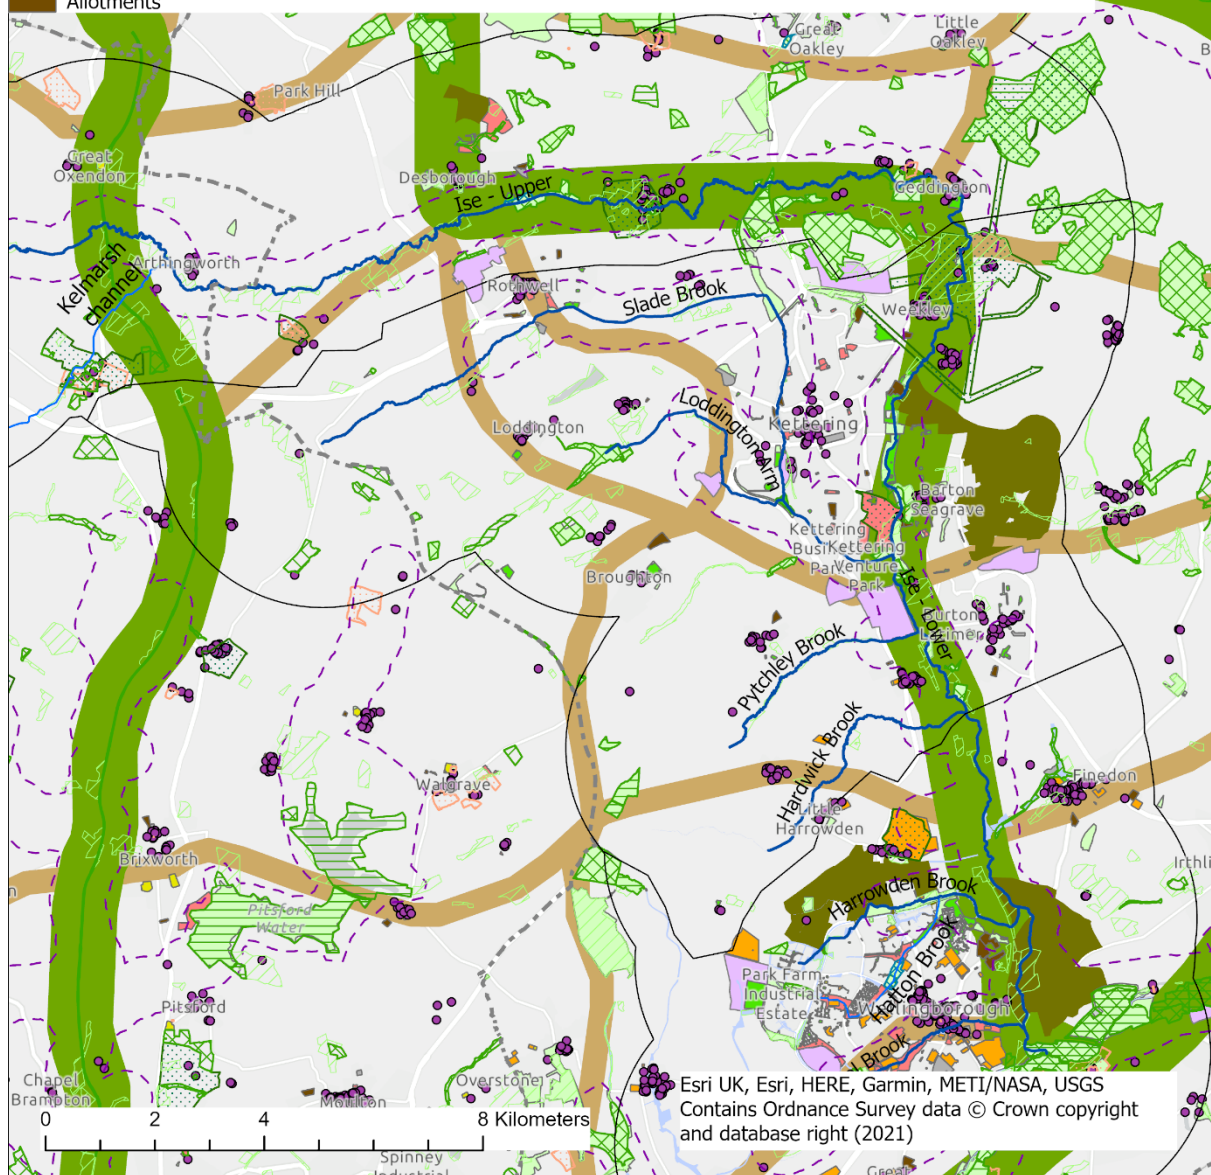 Allotments
Great
Oakley
Little
Oakley
Park Hill
Great
Oxendon
Desborough
Ise - Upper
Geddington
Kelmarsh
channel
Arthingworth
Rothwell
Slade Brook
Weekley
Loddington
Loddington Arm
Kettering
Barton
Seagrave
Kettering
Venture
Park
Broughton
Ise - Lower
Burton
Latimer
Pytchley Brook
Hardwick Brook
Walgrave
Finedon
Little
Harrowden
Brixworth
Harrowden Brook
Pitsford
Water
Park Farm
Industrial
Estate
Hatton Brook
Wellingborough
Pitsford
Brook
Chapel
Brampton
Moulton
Overstone
Spinney
Great
0 2 4 8 Kilometers
Esri UK, Esri, HERE, Garmin, METI/NASA, USGS
Contains Ordnance Survey data © Crown copyright
and database right (2021)